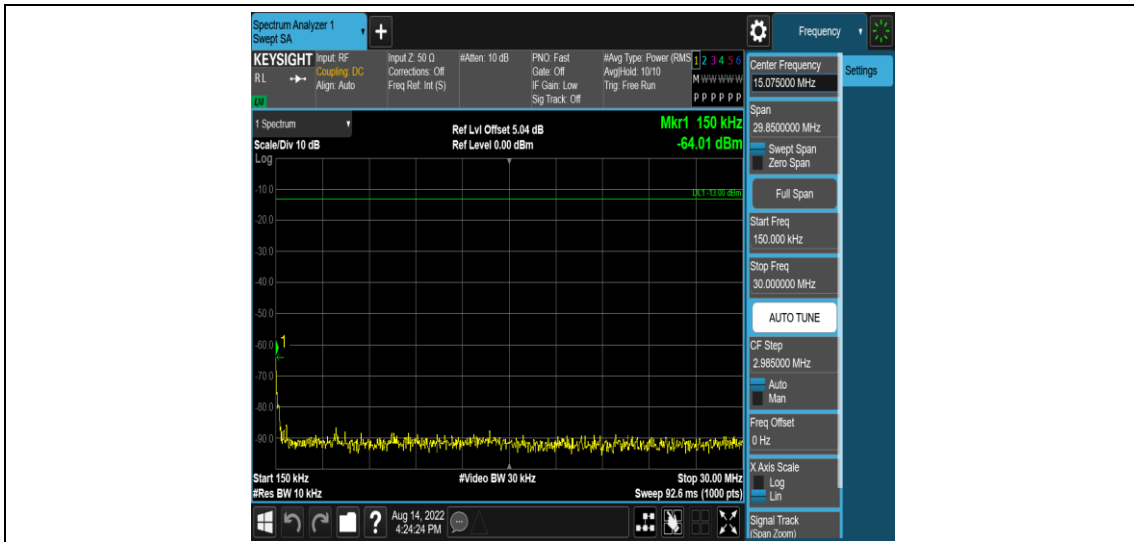 Spectrum Analyzer 1
Swept SA
+
Frequency
KEYSIGHT
RL
LXI
Input: RF
Coupling: DC
Align: Auto
Input Z: 50 Ω
Corrections: Off
Freq Ref: Int (S)
#Atten: 10 dB
PNO: Fast
Gate: Off
IF Gain: Low
Sig Track: Off
#Avg Type: Power (RMS
Avg|Hold: 10/10
Trig: Free Run
1 2 3 4 5 6
M W W W W W
P P P P P P
1 Spectrum
Scale/Div 10 dB
Ref Lvl Offset 5.04 dB
Ref Level 0.00 dBm
Mkr1 150 kHz
-64.01 dBm
Log
DL1 -13.00 dBm
-10.0
-20.0
-30.0
-40.0
-50.0
-60.0
1
-70.0
-80.0
-90.0
Start 150 kHz
#Video BW 30 kHz
Stop 30.00 MHz
#Res BW 10 kHz
Sweep 92.6 ms (1000 pts)
Center Frequency
15.075000 MHz
Settings
Span
29.8500000 MHz
Swept Span
Zero Span
Full Span
Start Freq
150.000 kHz
Stop Freq
30.000000 MHz
AUTO TUNE
CF Step
2.985000 MHz
Auto
Man
Freq Offset
0 Hz
X Axis Scale
Log
Lin
Signal Track
(Span Zoom)
?
Aug 14, 2022
4:24:24 PM